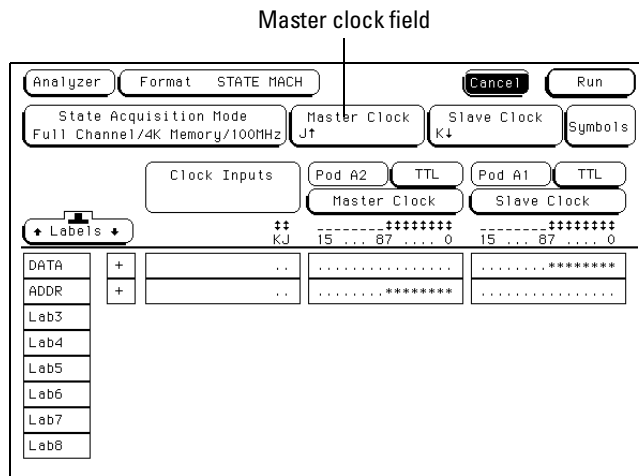 Master clock field
Analyzer Format STATE MACH Cancel Run
State Acquisition Mode Master Clock Slave Clock Symbols
Full Channel/4K Memory/100MHz J↑ K↓
Clock Inputs Pod A2 TTL Pod A1 TTL
Master Clock Slave Clock
↑ Labels ↓ ↕↕ --------↕↕↕↕↕↕↕↕ --------↕↕↕↕↕↕↕↕
KJ 15 ... 87 .... 0 15 ... 87 .... 0
DATA + .. ................ ........********
ADDR + .. ........******** ................
Lab3
Lab4
Lab5
Lab6
Lab7
Lab8